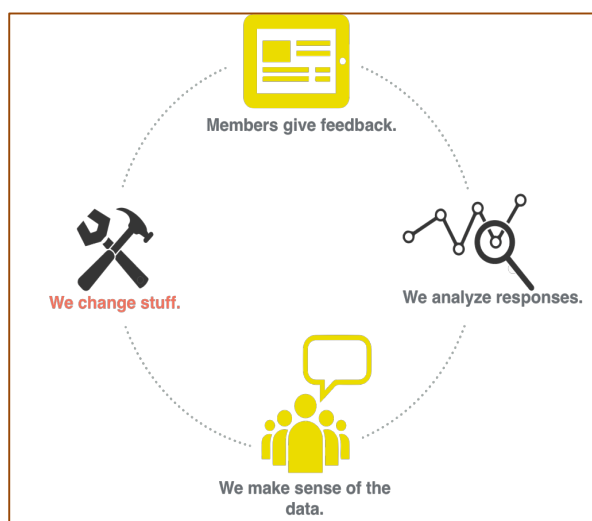 Members give feedback.
We change stuff.
We analyze responses.
We make sense of the
data.